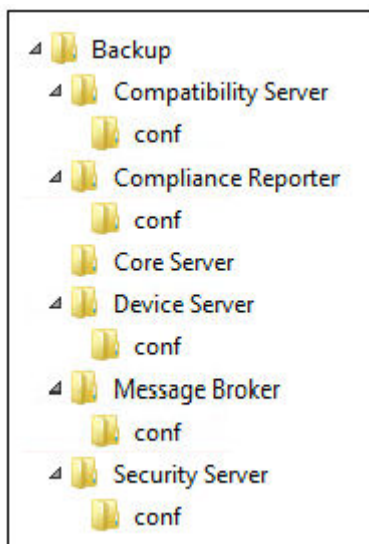 Backup
Compatibility Server
conf
Compliance Reporter
conf
Core Server
Device Server
conf
Message Broker
conf
Security Server
conf